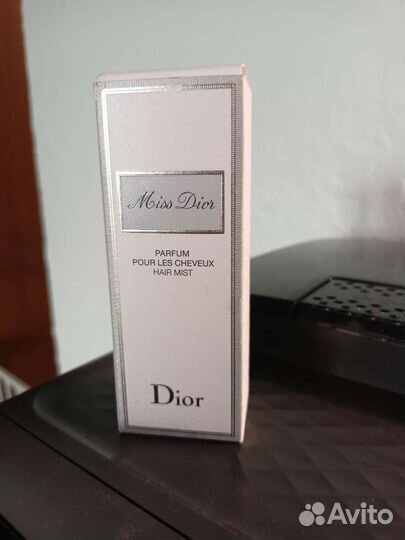 Miss Dior
PARFUM
POUR LES CHEVEUX
HAIR MIST
Dior
Avito